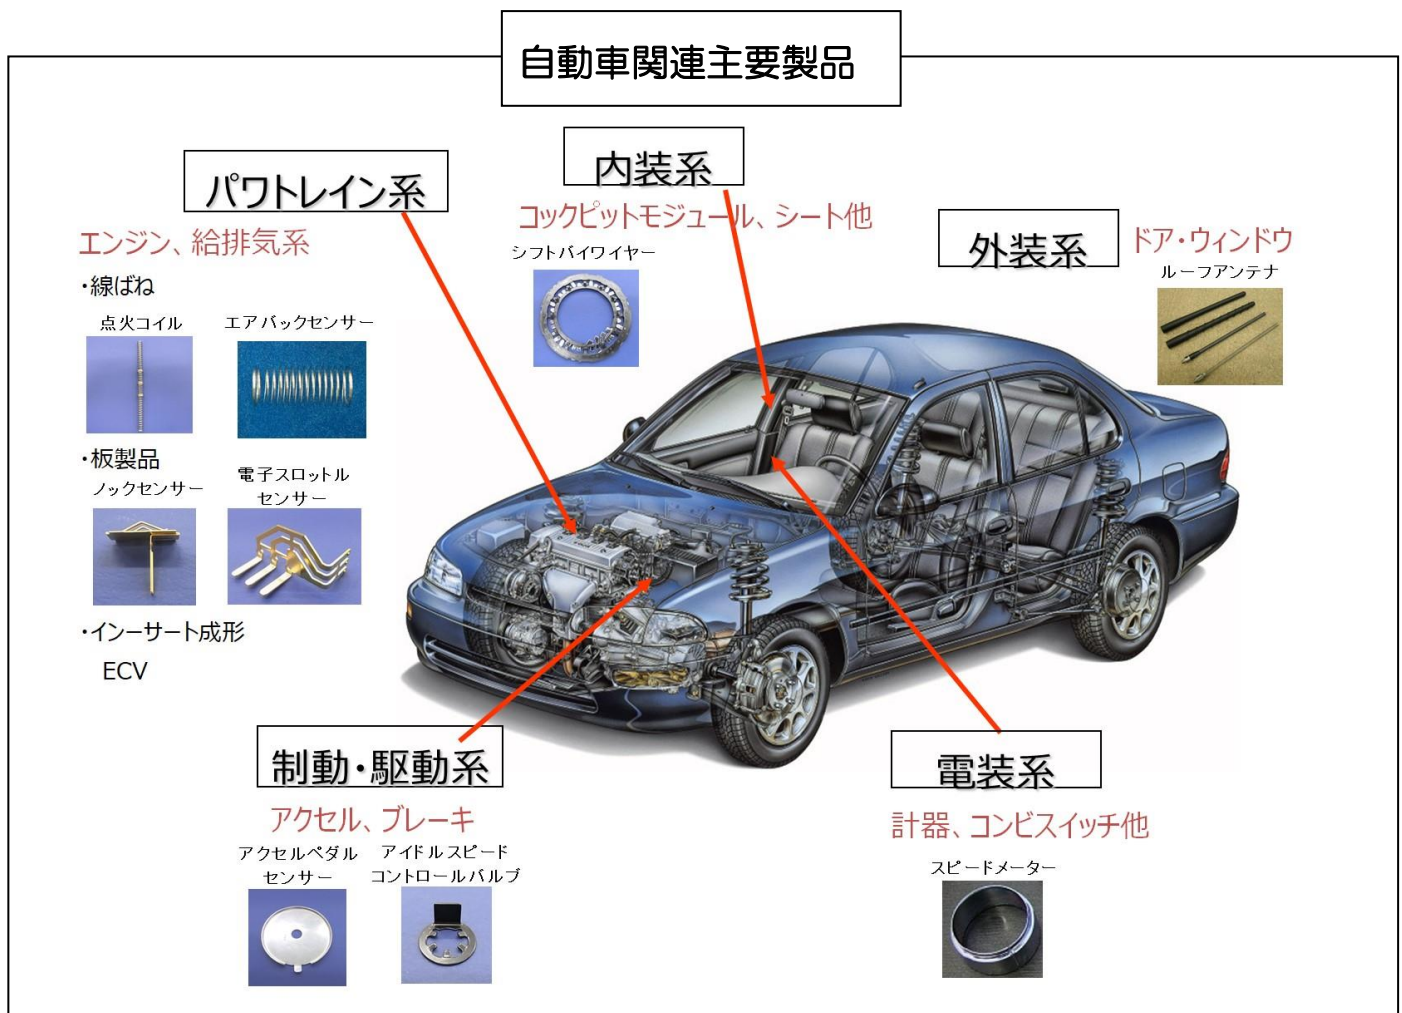 自動車関連主要製品
パワトレイン系
エンジン、給排気系
・線ばね
点火コイル
エアバックセンサー
・板製品
ノックセンサー
電子スロットル
センサー
・インーサート成形
ECV
内装系
コックピットモジュール、シート他
シフトバイワイヤー
外装系
ドア・ウィンドウ
ルーフアンテナ
制動・駆動系
アクセル、ブレーキ
アクセルペダル
センサー
アイドルスピード
コントロールバルブ
電装系
計器、コンビスイッチ他
スピードメーター